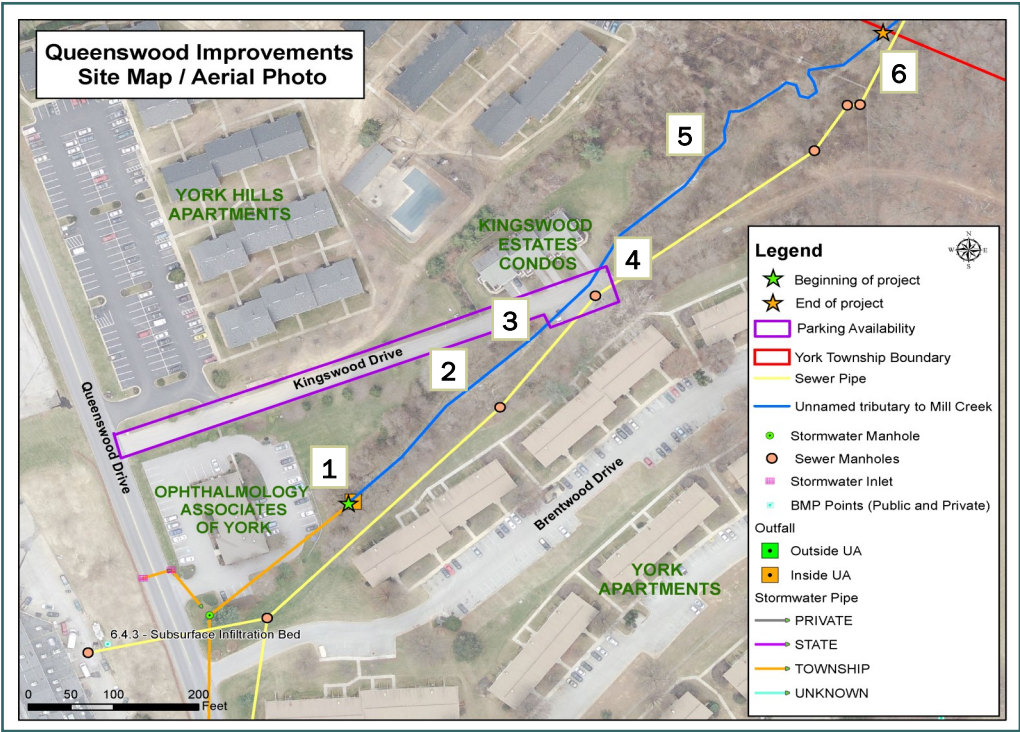 Queenswood Improvements
Site Map / Aerial Photo
6
5
YORK HILLS
APARTMENTS
KINGSWOOD
ESTATES
CONDOS
4
3
Kingswood Drive
2
Queenswood Drive
1
OPHTHALMOLOGY
ASSOCIATES
OF YORK
Brentwood Drive
YORK
APARTMENTS
6.4.3 - Subsurface Infiltration Bed
0 50 100 200
Feet
Legend
N
W E
S
Beginning of project
End of project
Parking Availability
York Township Boundary
Sewer Pipe
Unnamed tributary to Mill Creek
Stormwater Manhole
Sewer Manholes
Stormwater Inlet
BMP Points (Public and Private)
Outfall
Outside UA
Inside UA
Stormwater Pipe
PRIVATE
STATE
TOWNSHIP
UNKNOWN